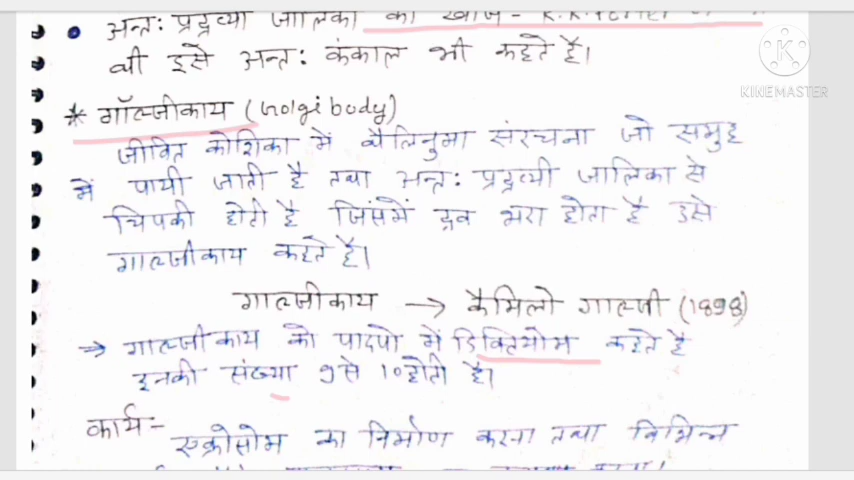 अन्तः प्रद्रव्यी जालिका की खोज - K.R. Porter
थी इसे अन्तः कंकाल भी कहते है।
* गॉल्जीकाय (Golgi body)
जीवित कोशिका में थैलिनुमा संरचना जो समुह
में पायी जाती है तथा अन्तः प्रद्रव्यी जालिका से
चिपकी होती है जिसमें द्रव भरा होता है उसे
गाल्जीकाय कहते है।
गाल्जीकाय → कैमिलो गाल्जी (1898)
→ गाल्जीकाय को पादपो में डिक्टियोम कहते है
इनकी संख्या 9 से 10 होती है।
कार्य:-
एक्रोसोम का निर्माण करना तथा विभिन्न
करना।
KINEMASTER